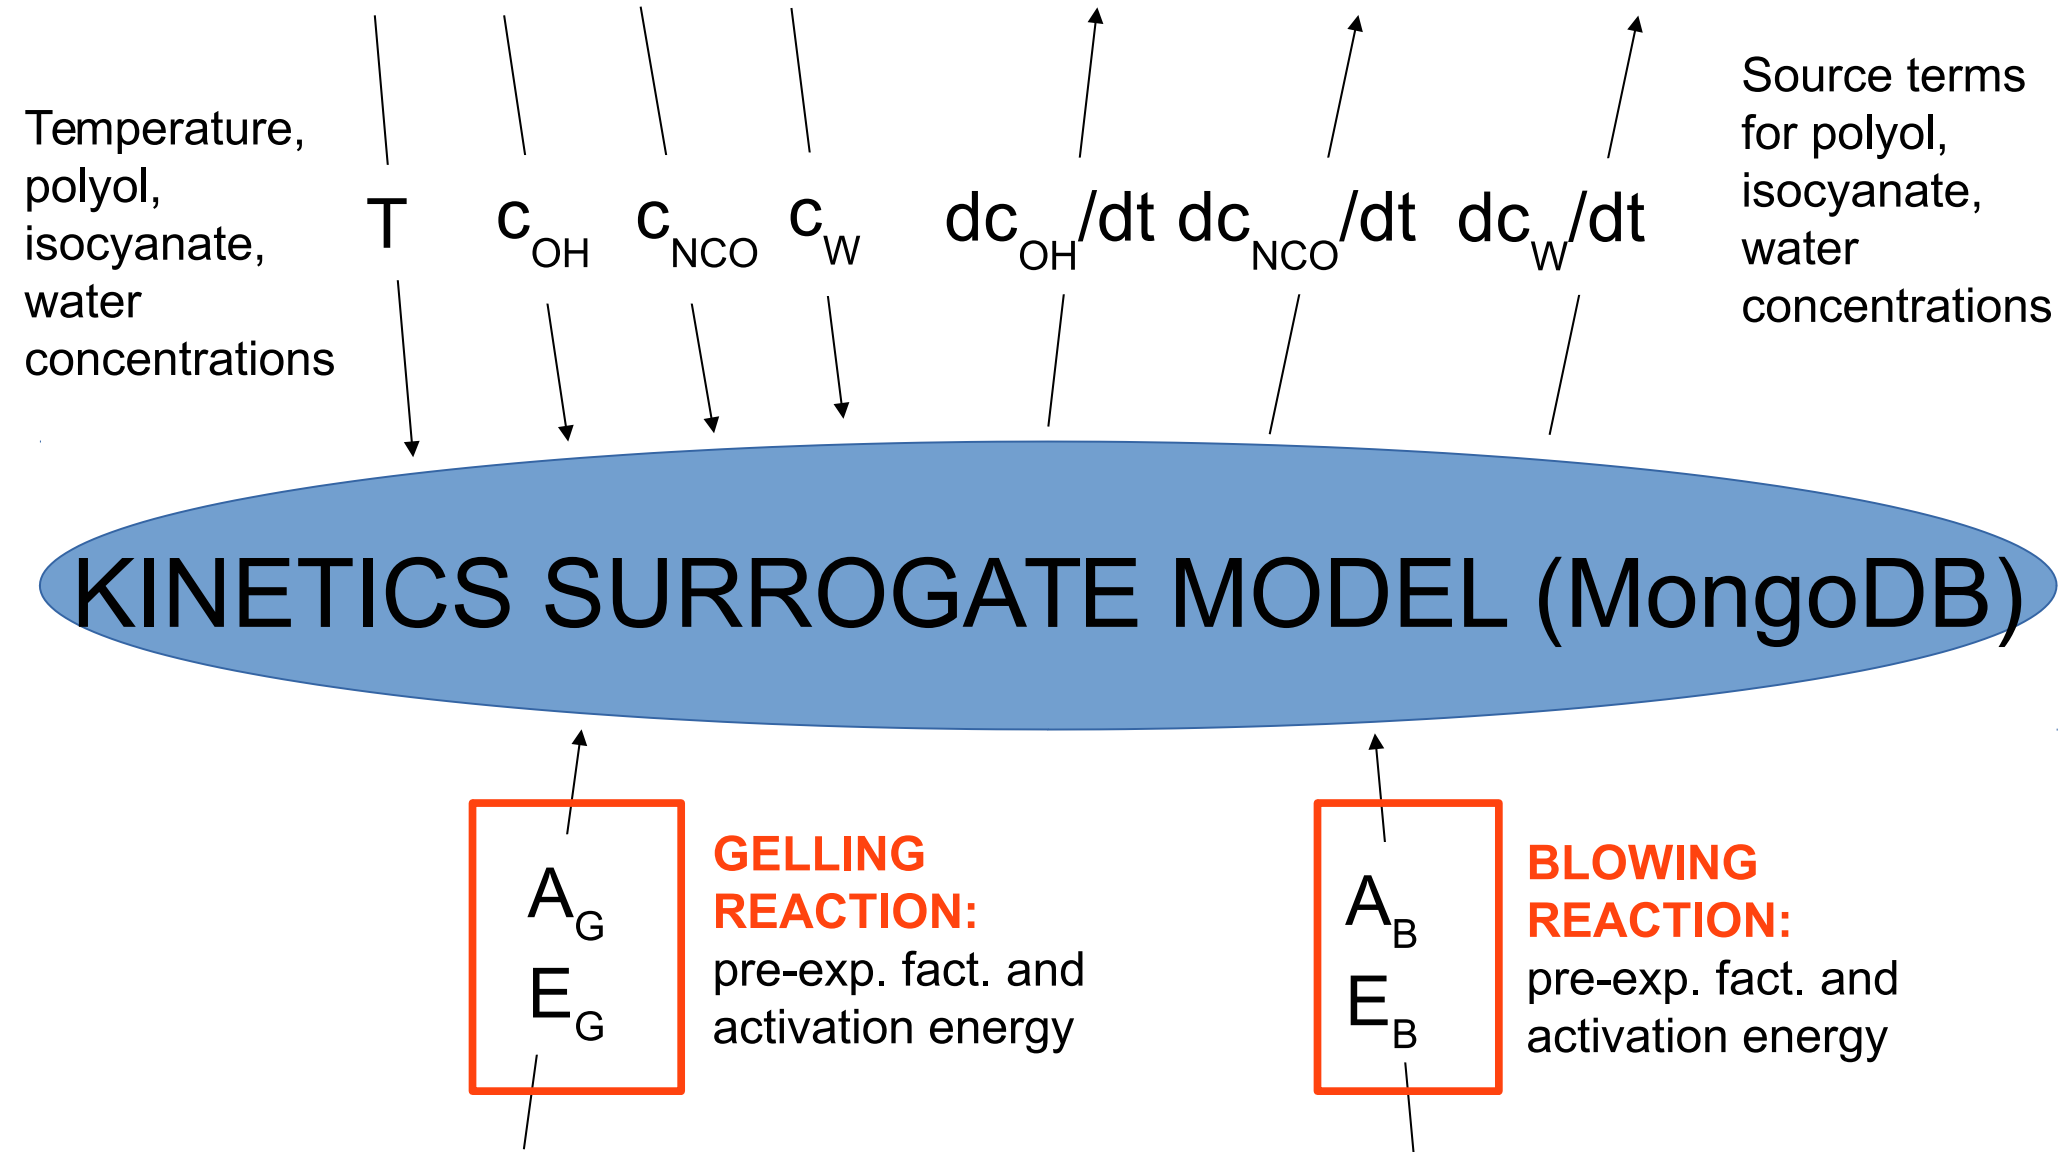 Temperature,
polyol,
isocyanate,
water
concentrations
T c_OH c_NCO c_W dc_OH/dt dc_NCO/dt dc_W/dt
Source terms
for polyol,
isocyanate,
water
concentrations
KINETICS SURROGATE MODEL (MongoDB)
A_G
E_G
GELLING
REACTION:
pre-exp. fact. and
activation energy
A_B
E_B
BLOWING
REACTION:
pre-exp. fact. and
activation energy